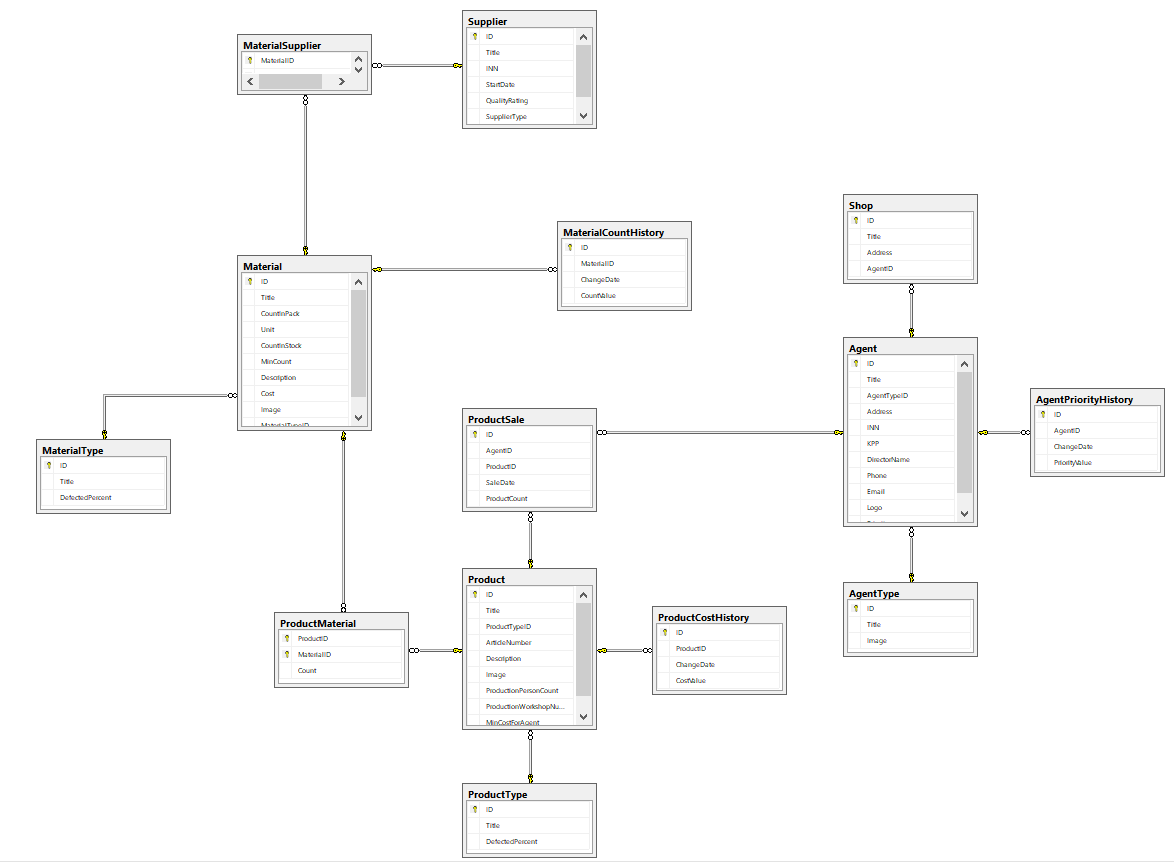 Supplier
ID
Title
INN
StartDate
QualityRating
SupplierType
MaterialSupplier
MaterialID
Shop
ID
Title
Address
AgentID
MaterialCountHistory
ID
MaterialID
ChangeDate
CountValue
Material
ID
Title
CountInPack
Unit
CountInStock
MinCount
Description
Cost
Image
MaterialTypeID
Agent
ID
Title
AgentTypeID
Address
INN
KPP
DirectorName
Phone
Email
Logo
AgentPriorityHistory
ID
AgentID
ChangeDate
PriorityValue
ProductSale
ID
AgentID
ProductID
SaleDate
ProductCount
MaterialType
ID
Title
DefectedPercent
Product
ID
Title
ProductTypeID
ArticleNumber
Description
Image
ProductionPersonCount
ProductionWorkshopNu...
MinCostForAgent
AgentType
ID
Title
Image
ProductCostHistory
ID
ProductID
ChangeDate
CostValue
ProductMaterial
ProductID
MaterialID
Count
ProductType
ID
Title
DefectedPercent